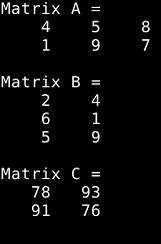 Matrix A =
4 5 8
1 9 7
Matrix B =
2 4
6 1
5 9
Matrix C =
78 93
91 76